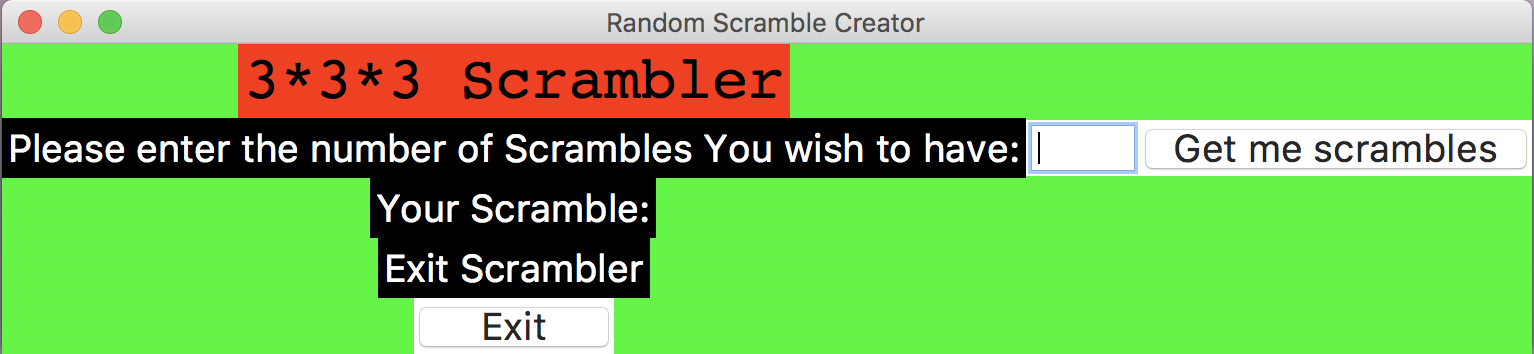 Random Scramble Creator
3*3*3 Scrambler
Please enter the number of Scrambles You wish to have: Get me scrambles
Your Scramble:
Exit Scrambler
Exit